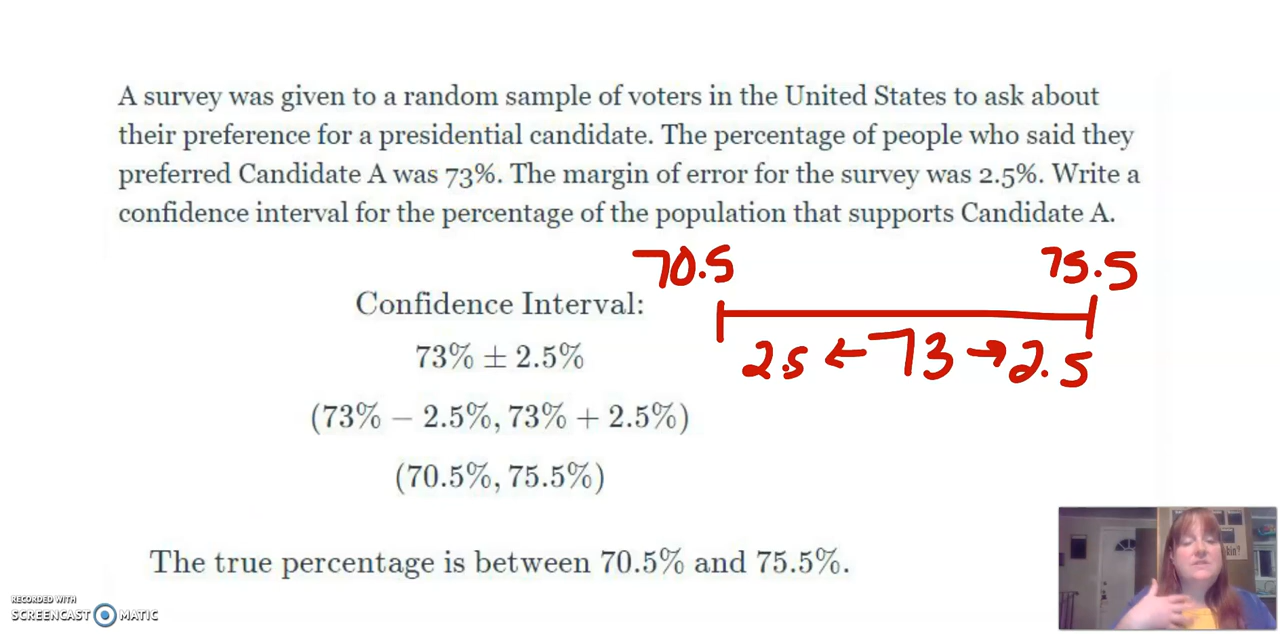 A survey was given to a random sample of voters in the United States to ask about
their preference for a presidential candidate. The percentage of people who said they
preferred Candidate A was 73%. The margin of error for the survey was 2.5%. Write a
confidence interval for the percentage of the population that supports Candidate A.
70.5 75.5
Confidence Interval:
2.5 ← 73 → 2.5
73% ± 2.5%
(73% − 2.5%, 73% + 2.5%)
(70.5%, 75.5%)
The true percentage is between 70.5% and 75.5%.
RECORDED WITH
SCREENCAST MATIC